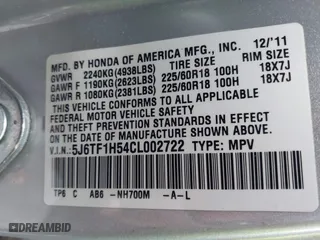 MFD. BY HONDA OF AMERICA MFG., INC. 12/'11
GVWR 2240KG(4938LBS) TIRE SIZE RIM SIZE
GAWR F 1190KG(2623LBS) 225/60R18 100H 18X7J
GAWR R 1080KG(2381LBS) 225/60R18 100H 18X7J
THIS VEHICLE CONFORMS TO ALL APPLICABLE
FEDERAL MOTOR VEHICLE SAFETY AND THEFT
PREVENTION STANDARDS IN EFFECT ON THE DATE
OF MANUFACTURE SHOWN ABOVE.
V.I.N: 5J6TF1H54CL002722 TYPE: MPV
TP6 C AB6 -NH700M -A-L
DREAMBID